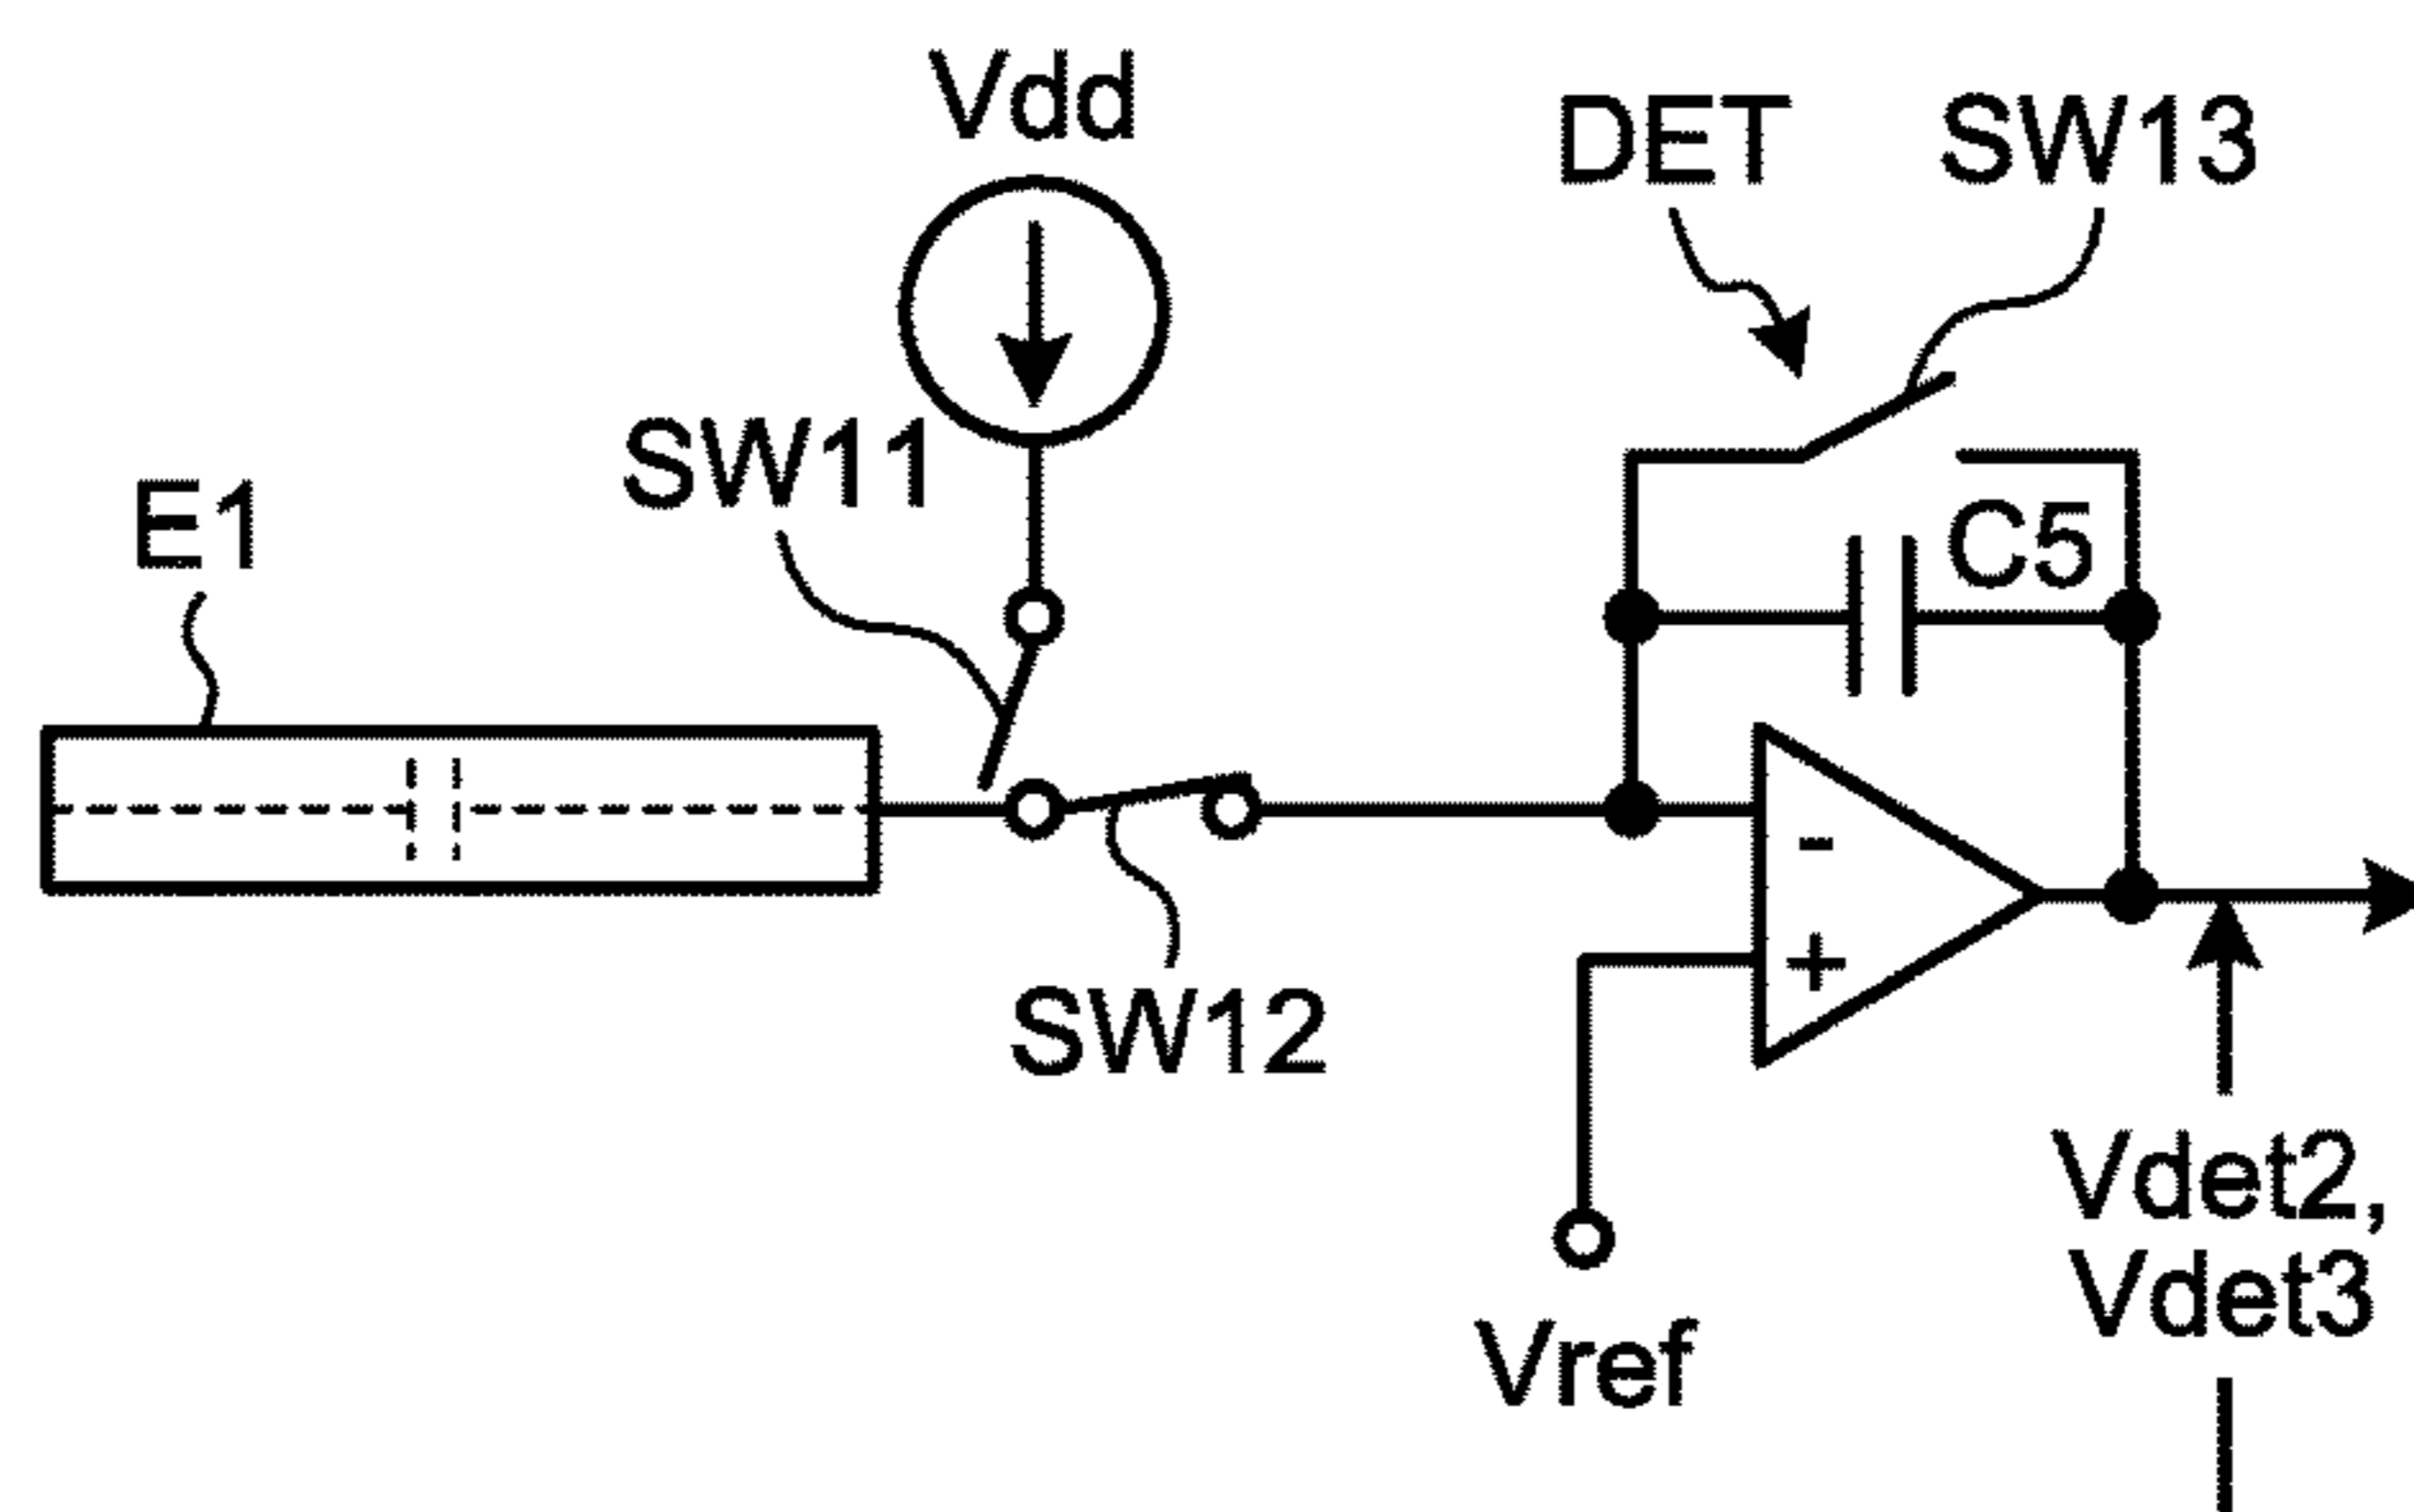 Vdd
DET
SW13
SW11
E1
C5
-
+
SW12
Vdet2,
Vdet3
Vref